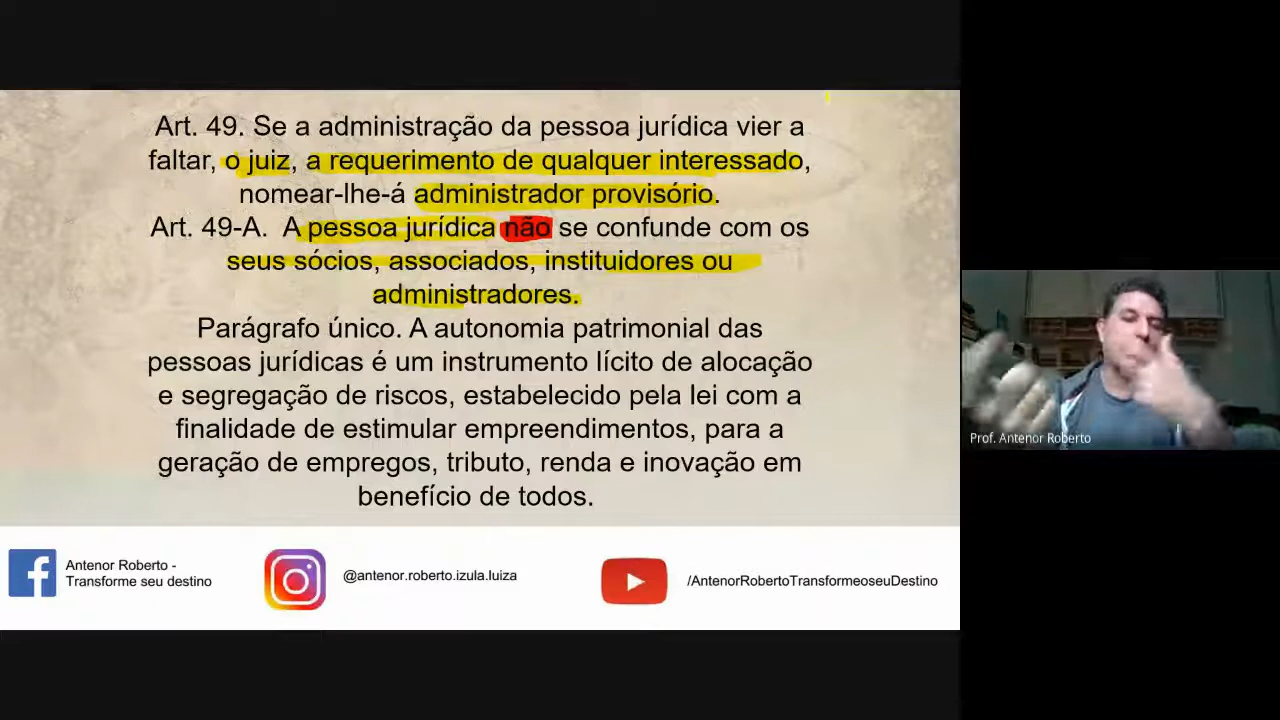 Art. 49. Se a administração da pessoa jurídica vier a
faltar, o juiz, a requerimento de qualquer interessado,
nomear-lhe-á administrador provisório.
Art. 49-A.  A pessoa jurídica não se confunde com os
seus sócios, associados, instituidores ou
administradores.
Parágrafo único. A autonomia patrimonial das
pessoas jurídicas é um instrumento lícito de alocação
e segregação de riscos, estabelecido pela lei com a
finalidade de estimular empreendimentos, para a
geração de empregos, tributo, renda e inovação em
benefício de todos.
Antenor Roberto -
Transforme seu destino
@antenor.roberto.izula.luiza
/AntenorRobertoTransformeoseuDestino
Prof. Antenor Roberto